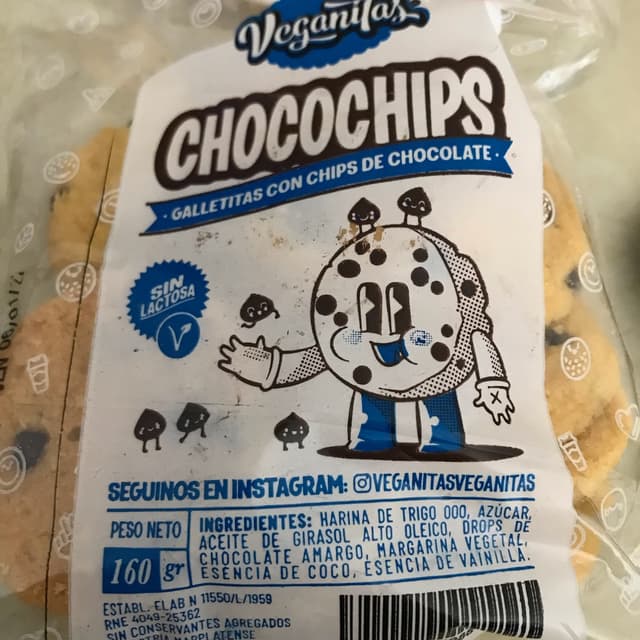 Veganitas
CHOCOCHIPS
· GALLETITAS CON CHIPS DE CHOCOLATE ·
SIN
LACTOSA
V
SEGUINOS EN INSTAGRAM: @VEGANITASVEGANITAS
PESO NETO
160 gr
INGREDIENTES: HARINA DE TRIGO 000, AZÚCAR,
ACEITE DE GIRASOL ALTO OLEICO, DROPS DE
CHOCOLATE AMARGO, MARGARINA VEGETAL,
ESENCIA DE COCO, ESENCIA DE VAINILLA.
ESTABL. ELAB N 11550/L/1959
RNE 4049-25362
SIN CONSERVANTES AGREGADOS